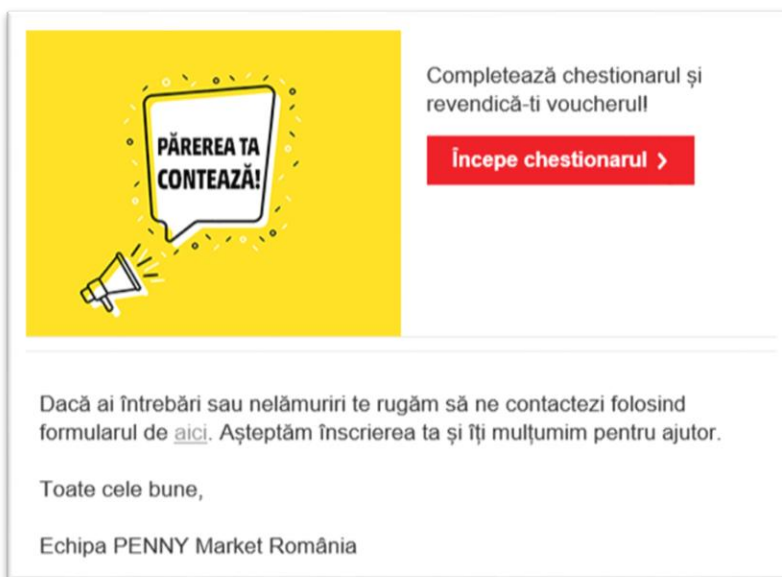 PĂREREA TA
CONTEAZĂ!
Completează chestionarul și
revendică-ti voucherul!
Începe chestionarul
Dacă ai întrebări sau nelămuriri te rugăm să ne contactezi folosind
formularul de aici. Așteptăm înscrierea ta și îți mulțumim pentru ajutor.
Toate cele bune,
Echipa PENNY Market România